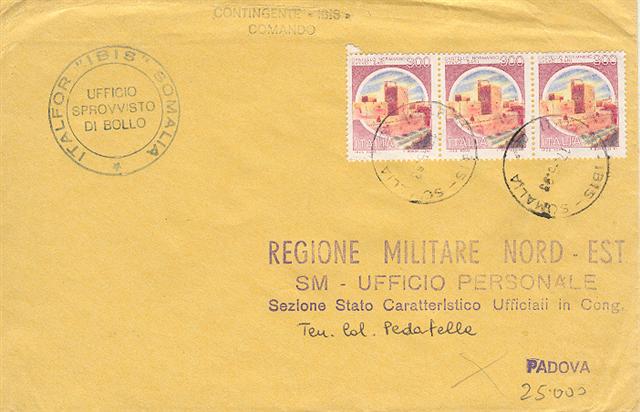 CONTINGENTE "IBIS"
COMANDO
ITALFOR "IBIS" SOMALIA
UFFICIO
SPROVVISTO
DI BOLLO
900 900 900
ITALIA ITALIA ITALIA
IBIS - SOMALIA
"IBIS - SOMALIA
REGIONE MILITARE NORD - EST
SM - UFFICIO PERSONALE
Sezione Stato Caratteristico Ufficiali in Cong.
Ten. Col. Pedatella
PADOVA
25.000